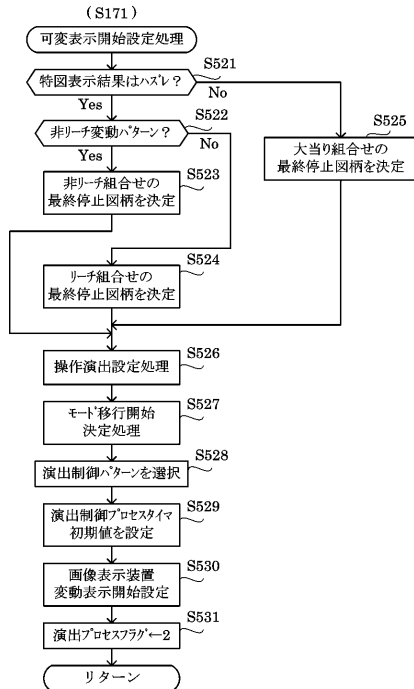 (S171)
可変表示開始設定処理
S521
特図表示結果はハズレ?
No
Yes
S522
非リーチ変動パターン?
No
Yes
S523
非リーチ組合せの
最終停止図柄を決定
S525
大当り組合せの
最終停止図柄を決定
S524
リーチ組合せの
最終停止図柄を決定
S526
操作演出設定処理
S527
モード移行開始
決定処理
S528
演出制御パターンを選択
S529
演出制御プロセスタイマ
初期値を設定
S530
画像表示装置
変動表示開始設定
S531
演出プロセスフラグ←2
リターン